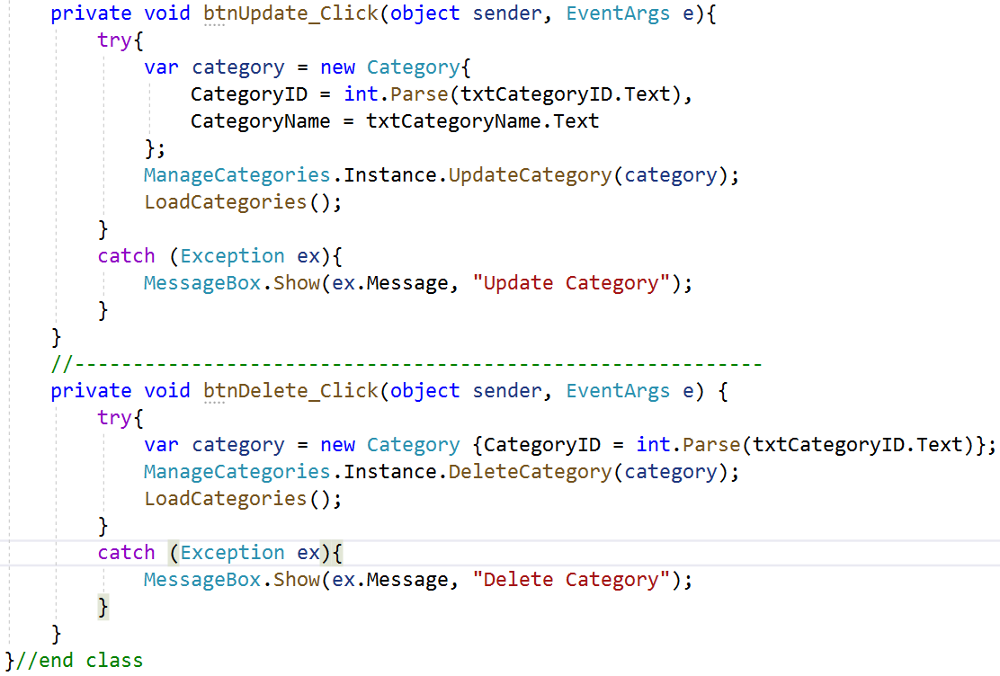 private void btnUpdate_Click(object sender, EventArgs e){
try{
var category = new Category{
CategoryID = int.Parse(txtCategoryID.Text),
CategoryName = txtCategoryName.Text
};
ManageCategories.Instance.UpdateCategory(category);
LoadCategories();
}
catch (Exception ex){
MessageBox.Show(ex.Message, "Update Category");
}
}
//-----------------------------------------------------------
private void btnDelete_Click(object sender, EventArgs e) {
try{
var category = new Category {CategoryID = int.Parse(txtCategoryID.Text)};
ManageCategories.Instance.DeleteCategory(category);
LoadCategories();
}
catch (Exception ex){
MessageBox.Show(ex.Message, "Delete Category");
}
}
}//end class